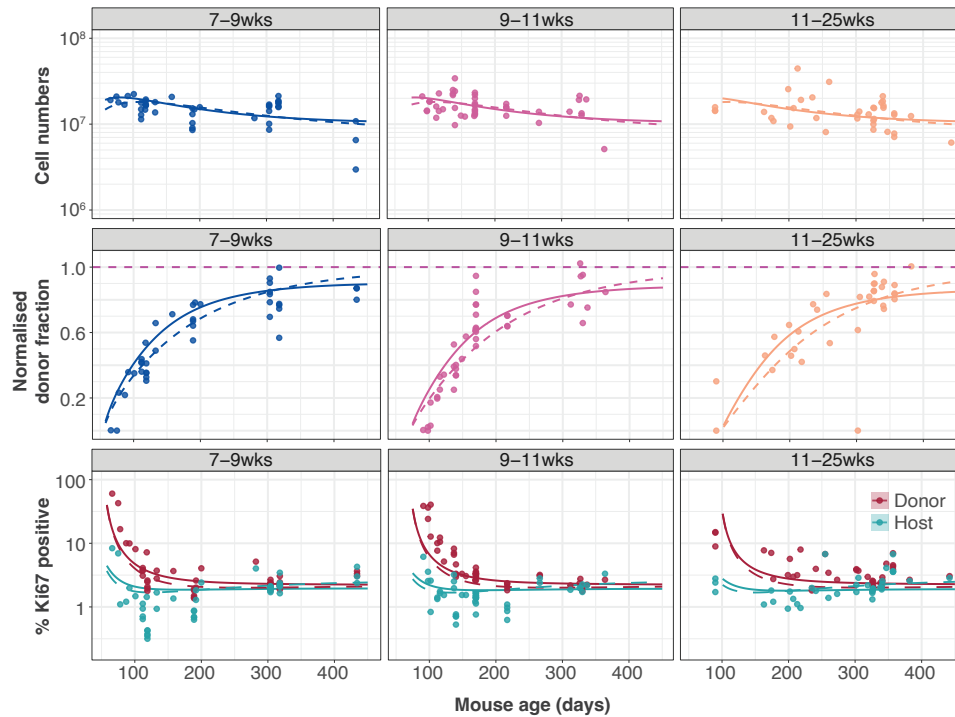 7−9wks 9−11wks 11−25wks
Cell numbers
10⁸
10⁷
10⁶
7−9wks 9−11wks 11−25wks
Normalised
donor fraction
1.0
0.6
0.2
7−9wks 9−11wks 11−25wks
% Ki67 positive
100
10
1
Donor
Host
100 200 300 400 100 200 300 400 100 200 300 400
Mouse age (days)